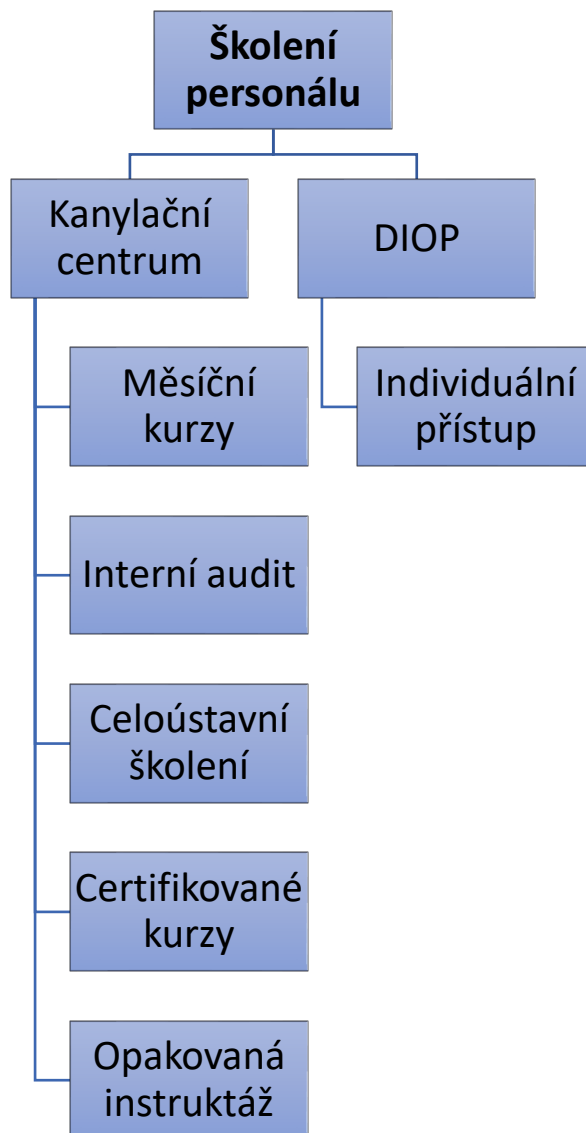 Školení
personálu
Kanylační
centrum
DIOP
Měsíční
kurzy
Individuální
přístup
Interní audit
Celoústavní
školení
Certifikované
kurzy
Opakovaná
instruktáž